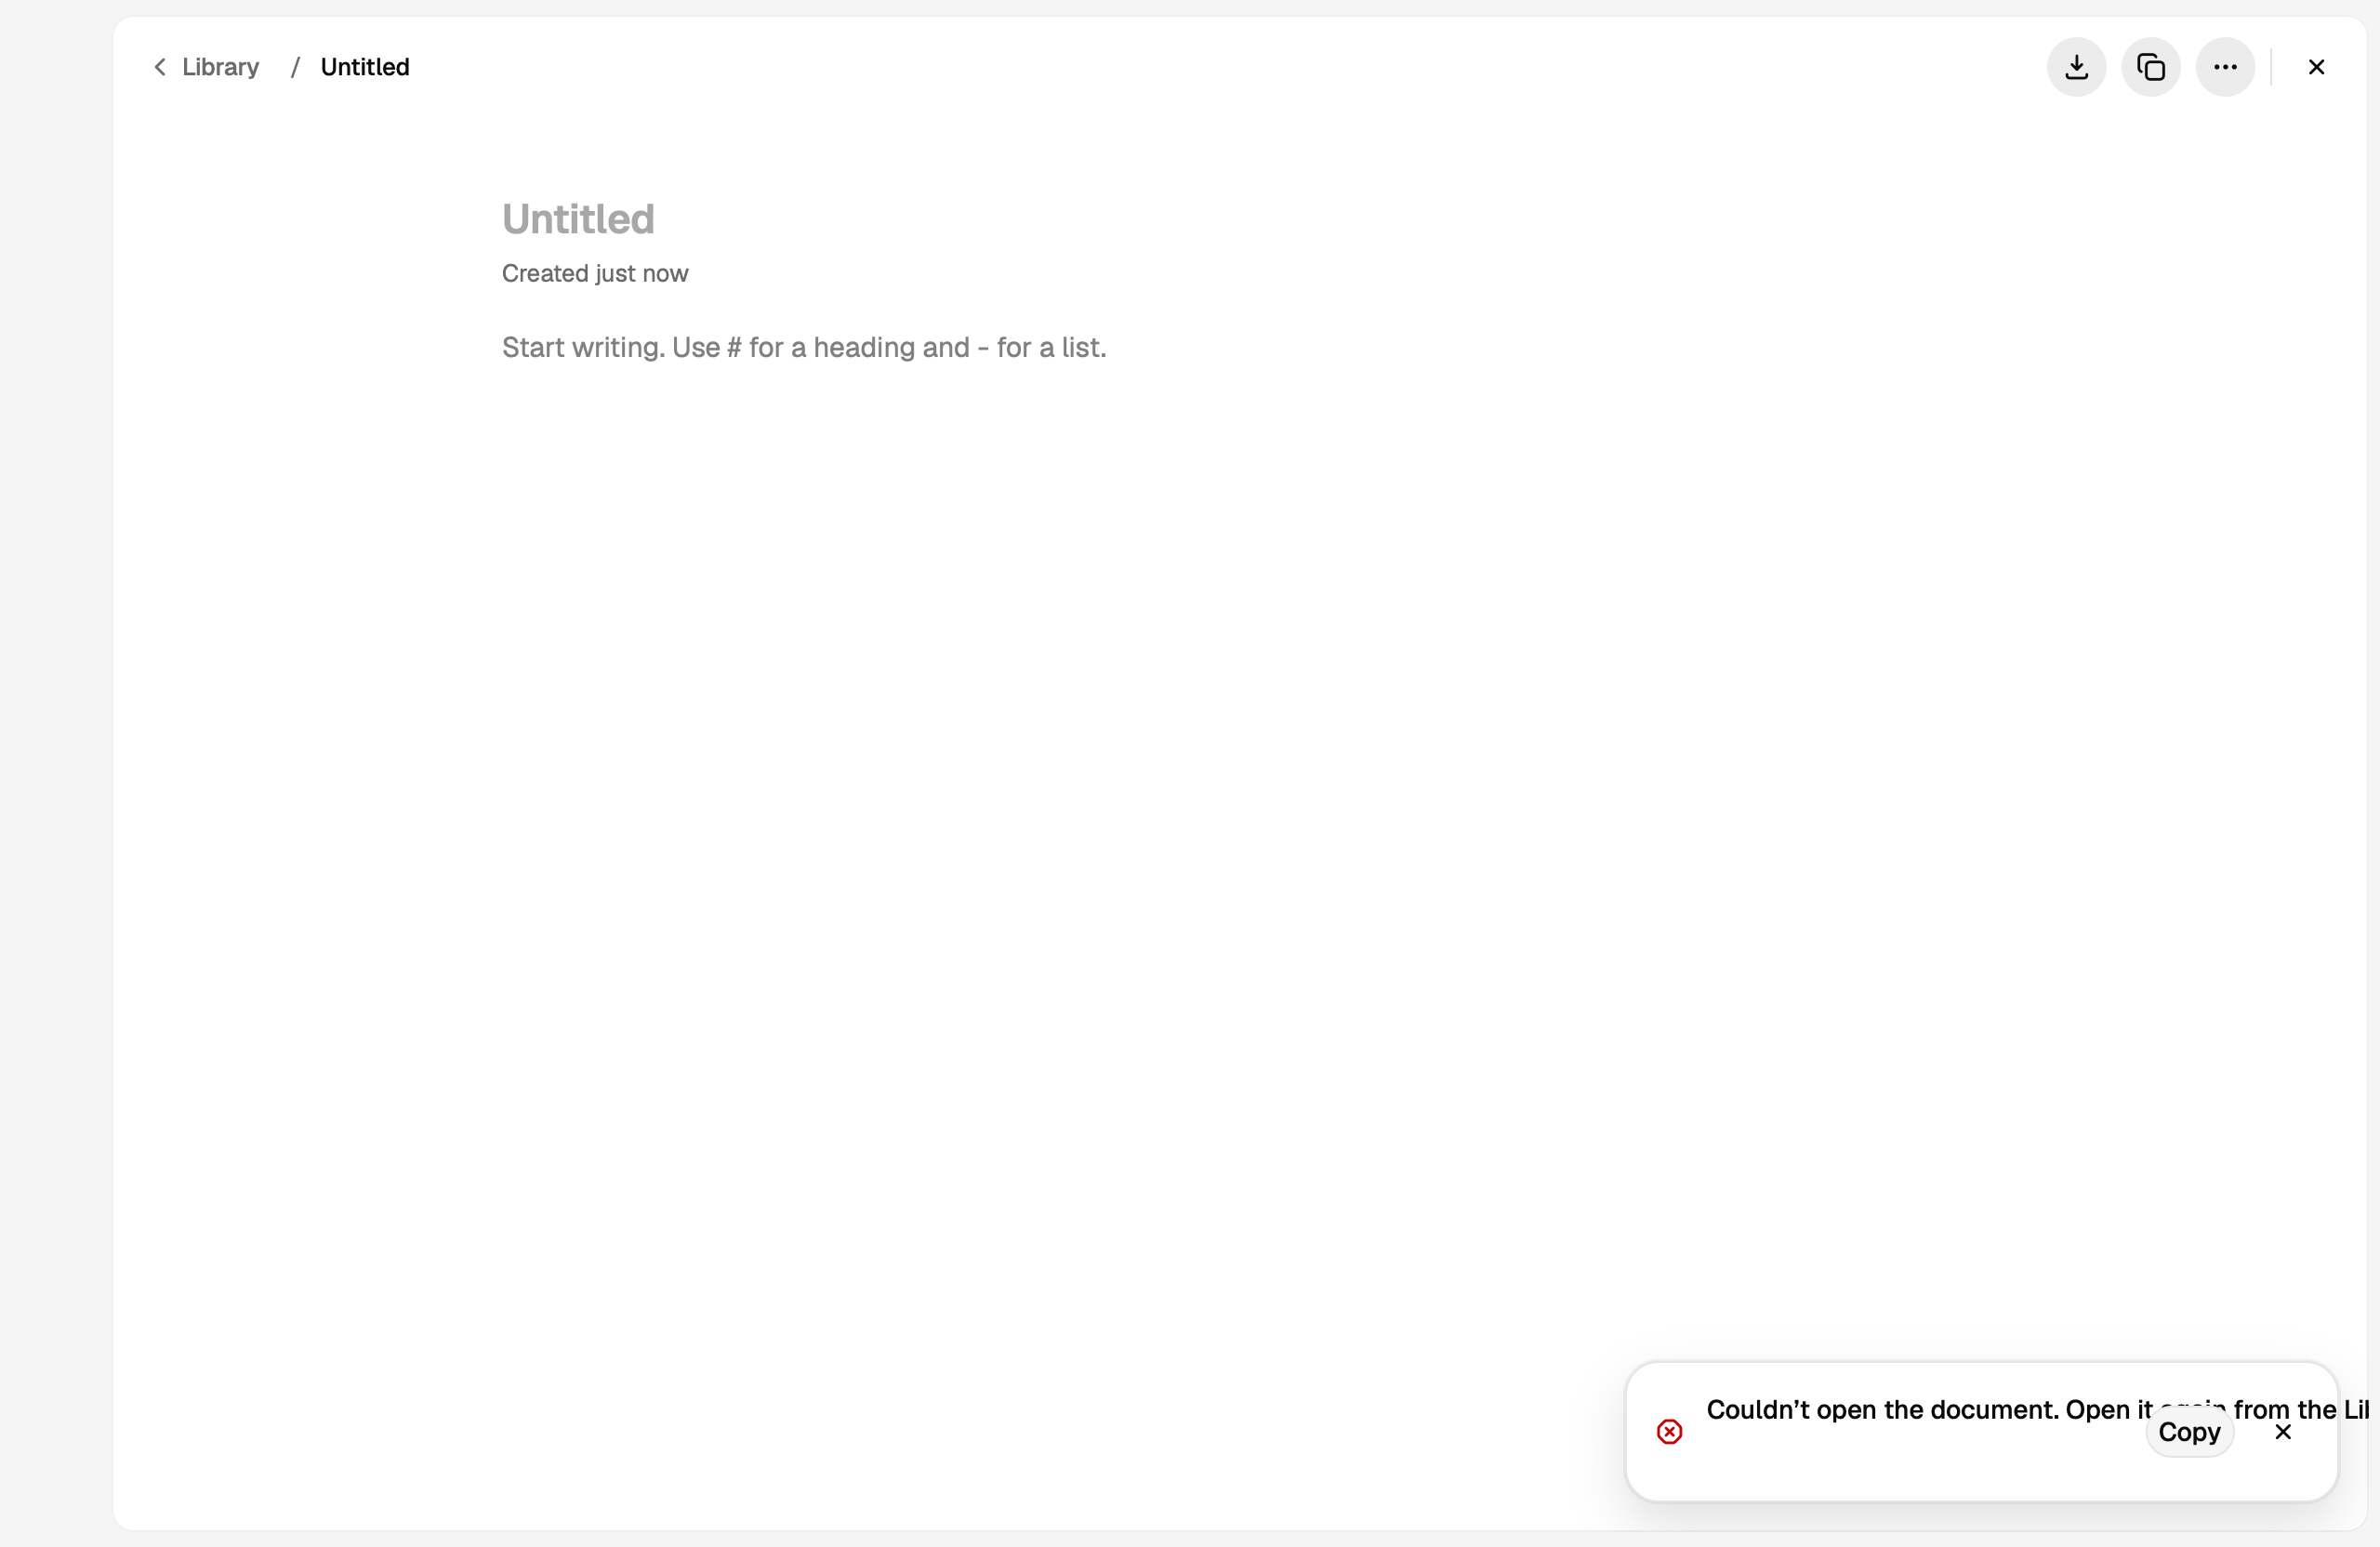 Library / Untitled
Untitled
Created just now
Start writing. Use # for a heading and - for a list.
Couldn’t open the document. Open it from the
Copy